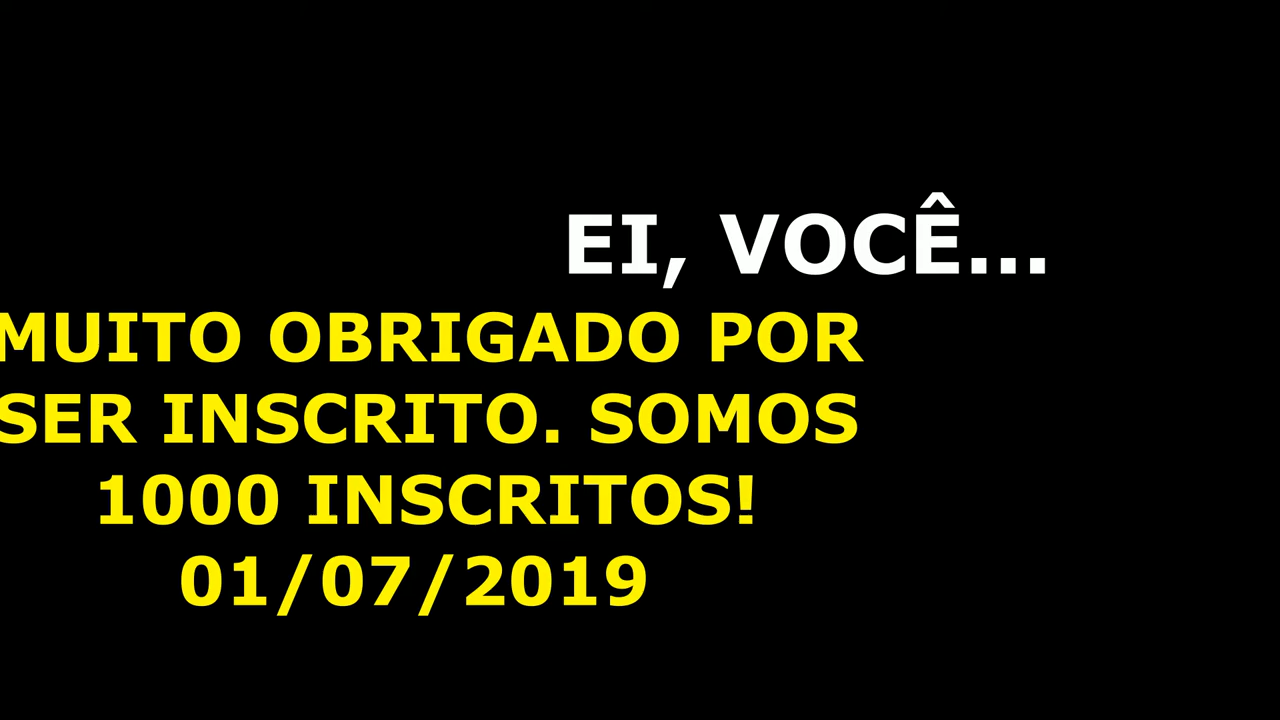 EI, VOCÊ...
MUITO OBRIGADO POR
SER INSCRITO. SOMOS
1000 INSCRITOS!
01/07/2019